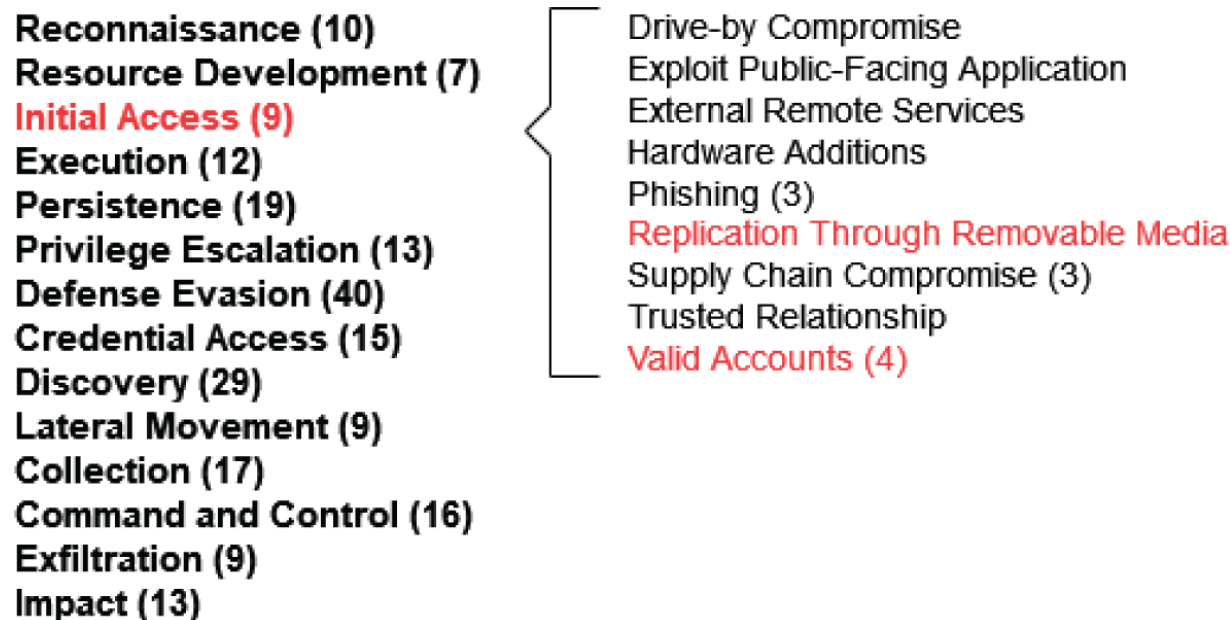 Reconnaissance (10)
Resource Development (7)
Initial Access (9)
Execution (12)
Persistence (19)
Privilege Escalation (13)
Defense Evasion (40)
Credential Access (15)
Discovery (29)
Lateral Movement (9)
Collection (17)
Command and Control (16)
Exfiltration (9)
Impact (13)
Drive-by Compromise
Exploit Public-Facing Application
External Remote Services
Hardware Additions
Phishing (3)
Replication Through Removable Media
Supply Chain Compromise (3)
Trusted Relationship
Valid Accounts (4)